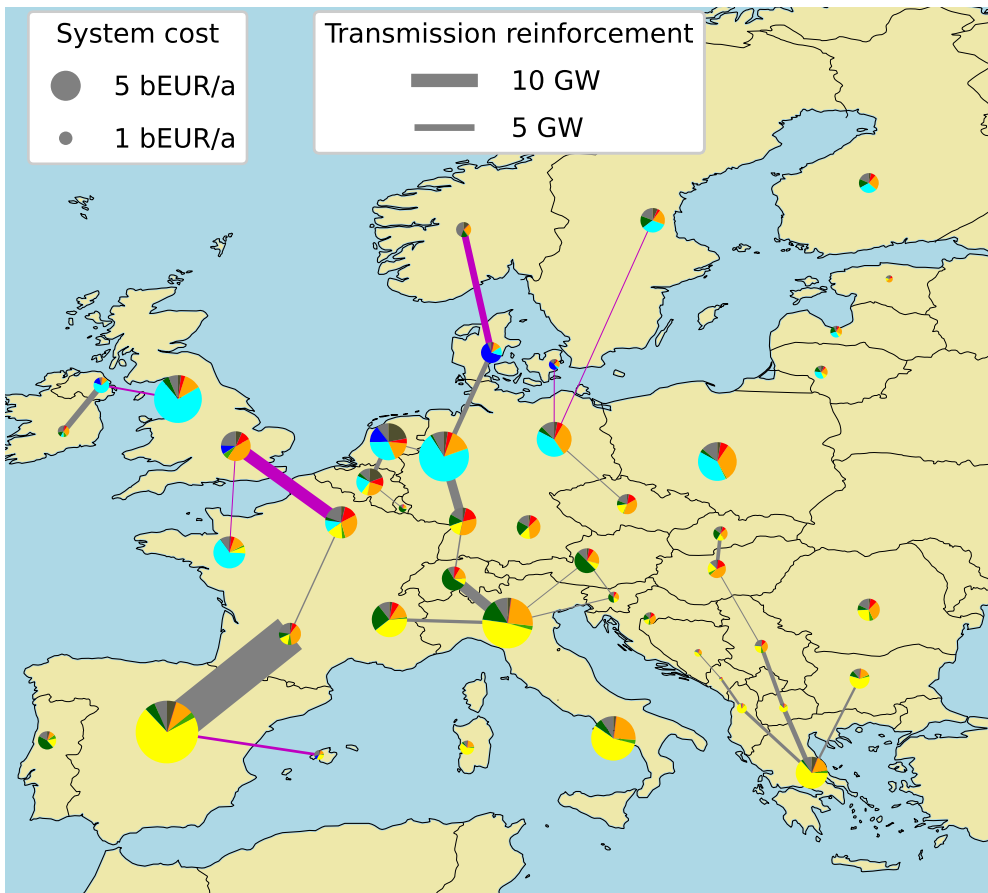 System cost
5 bEUR/a
1 bEUR/a
Transmission reinforcement
10 GW
5 GW